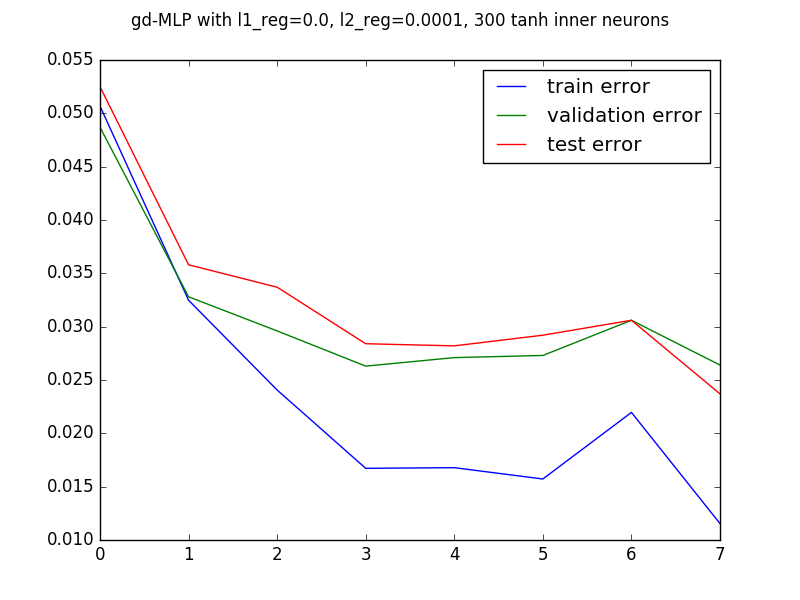 gd-MLP with l1_reg=0.0, l2_reg=0.0001, 300 tanh inner neurons
0.055
train error
validation error
test error
0.050
0.045
0.040
0.035
0.030
0.025
0.020
0.015
0.010
0 1 2 3 4 5 6 7